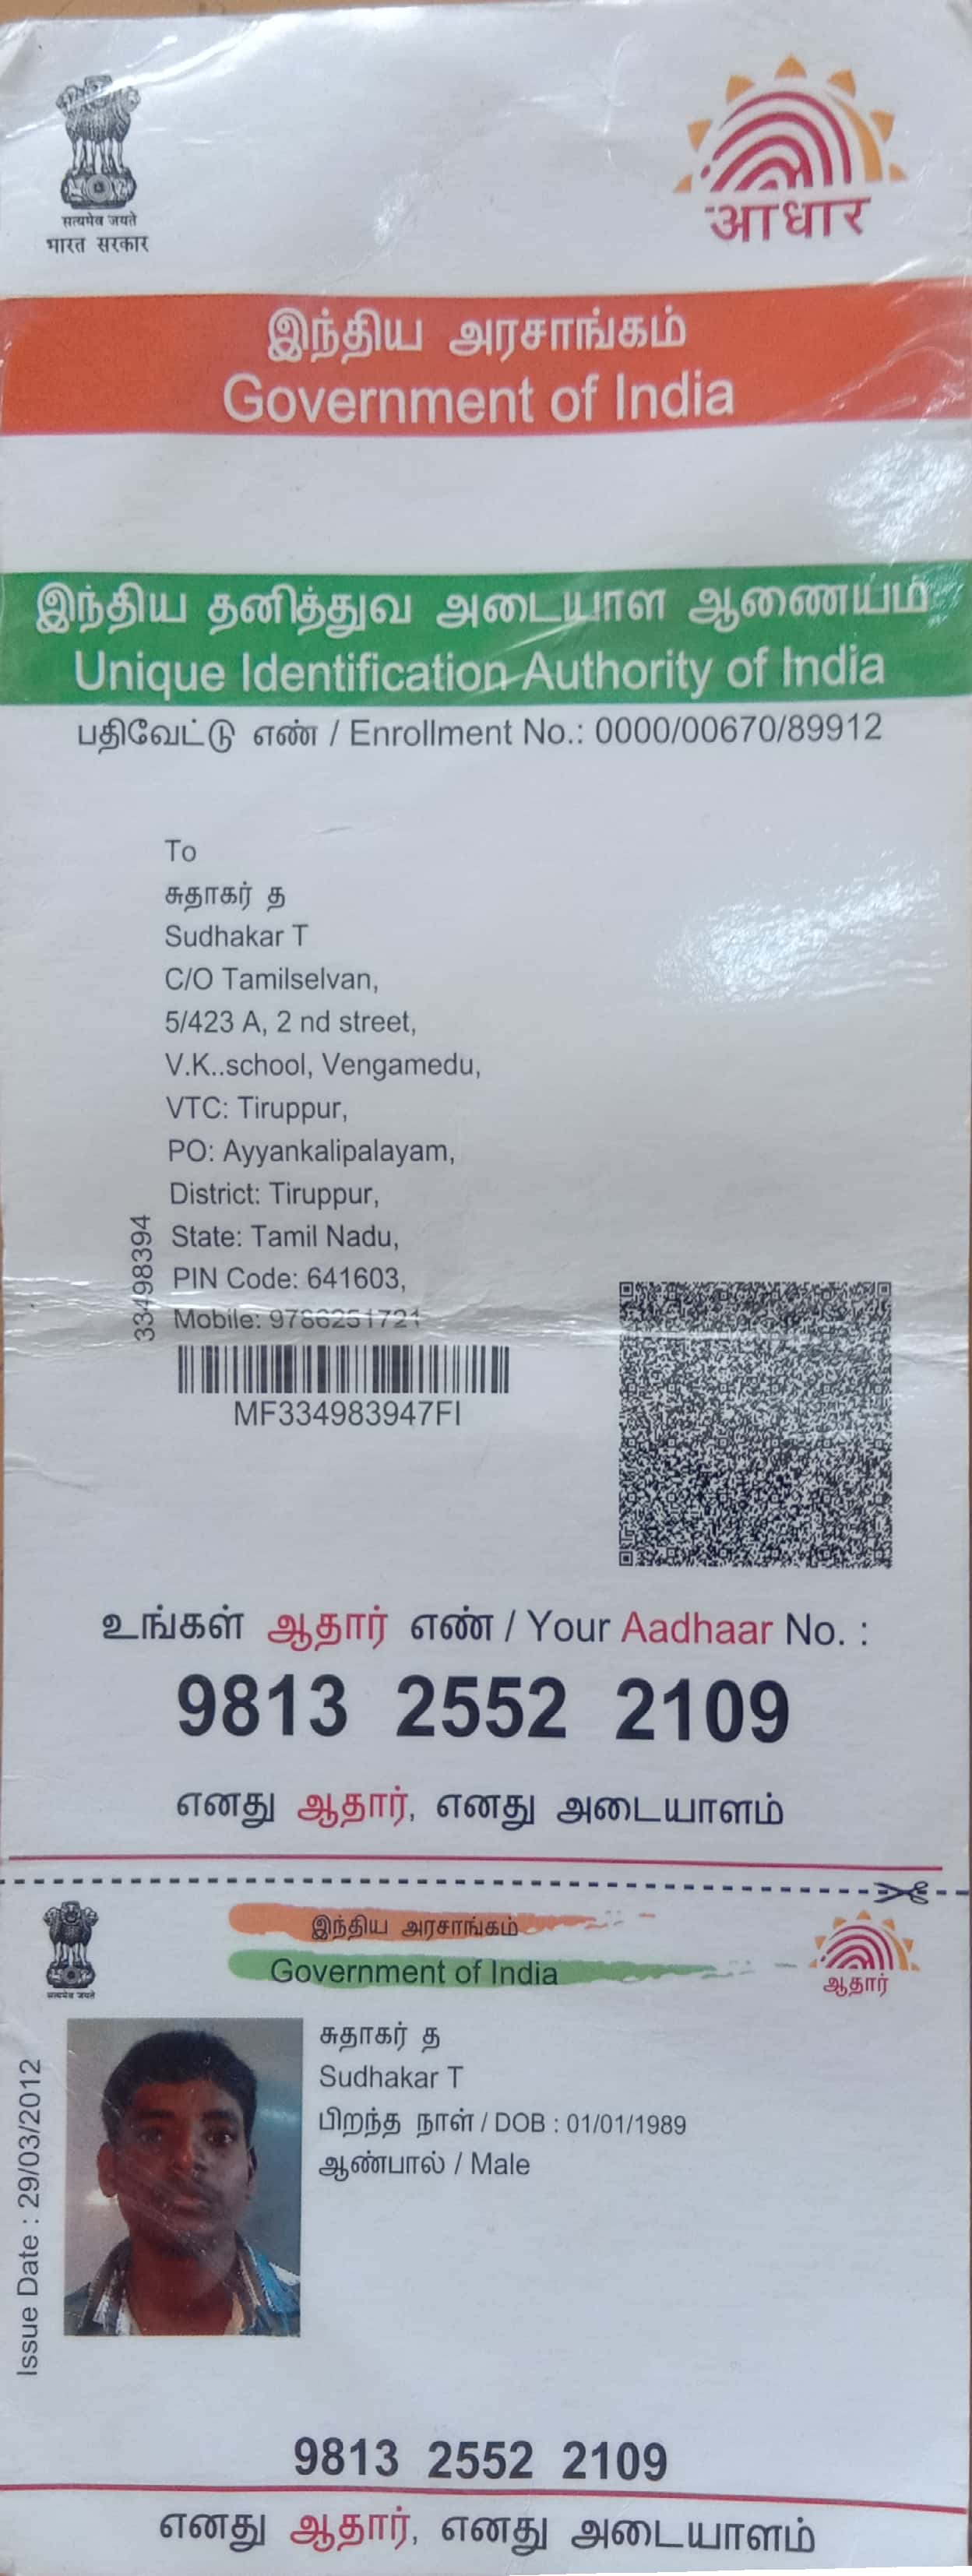 सत्यमेव जयते
भारत सरकार
आधार
இந்திய அரசாங்கம்
Government of India
இந்திய தனித்துவ அடையாள ஆணையம்
Unique Identification Authority of India
பதிவேட்டு எண் / Enrollment No.: 0000/00670/89912
To
சுதாகர் த
Sudhakar T
C/O Tamilselvan,
5/423 A, 2 nd street,
V.K..school, Vengamedu,
VTC: Tiruppur,
PO: Ayyankalipalayam,
District: Tiruppur,
State: Tamil Nadu,
PIN Code: 641603,
Mobile: 9786251721
33498394
MF334983947FI
உங்கள் ஆதார் எண் / Your Aadhaar No. :
9813 2552 2109
எனது ஆதார், எனது அடையாளம்
सत्यमेव जयते
இந்திய அரசாங்கம்
Government of India
ஆதார்
Issue Date : 29/03/2012
சுதாகர் த
Sudhakar T
பிறந்த நாள் / DOB : 01/01/1989
ஆண்பால் / Male
9813 2552 2109
எனது ஆதார், எனது அடையாளம்